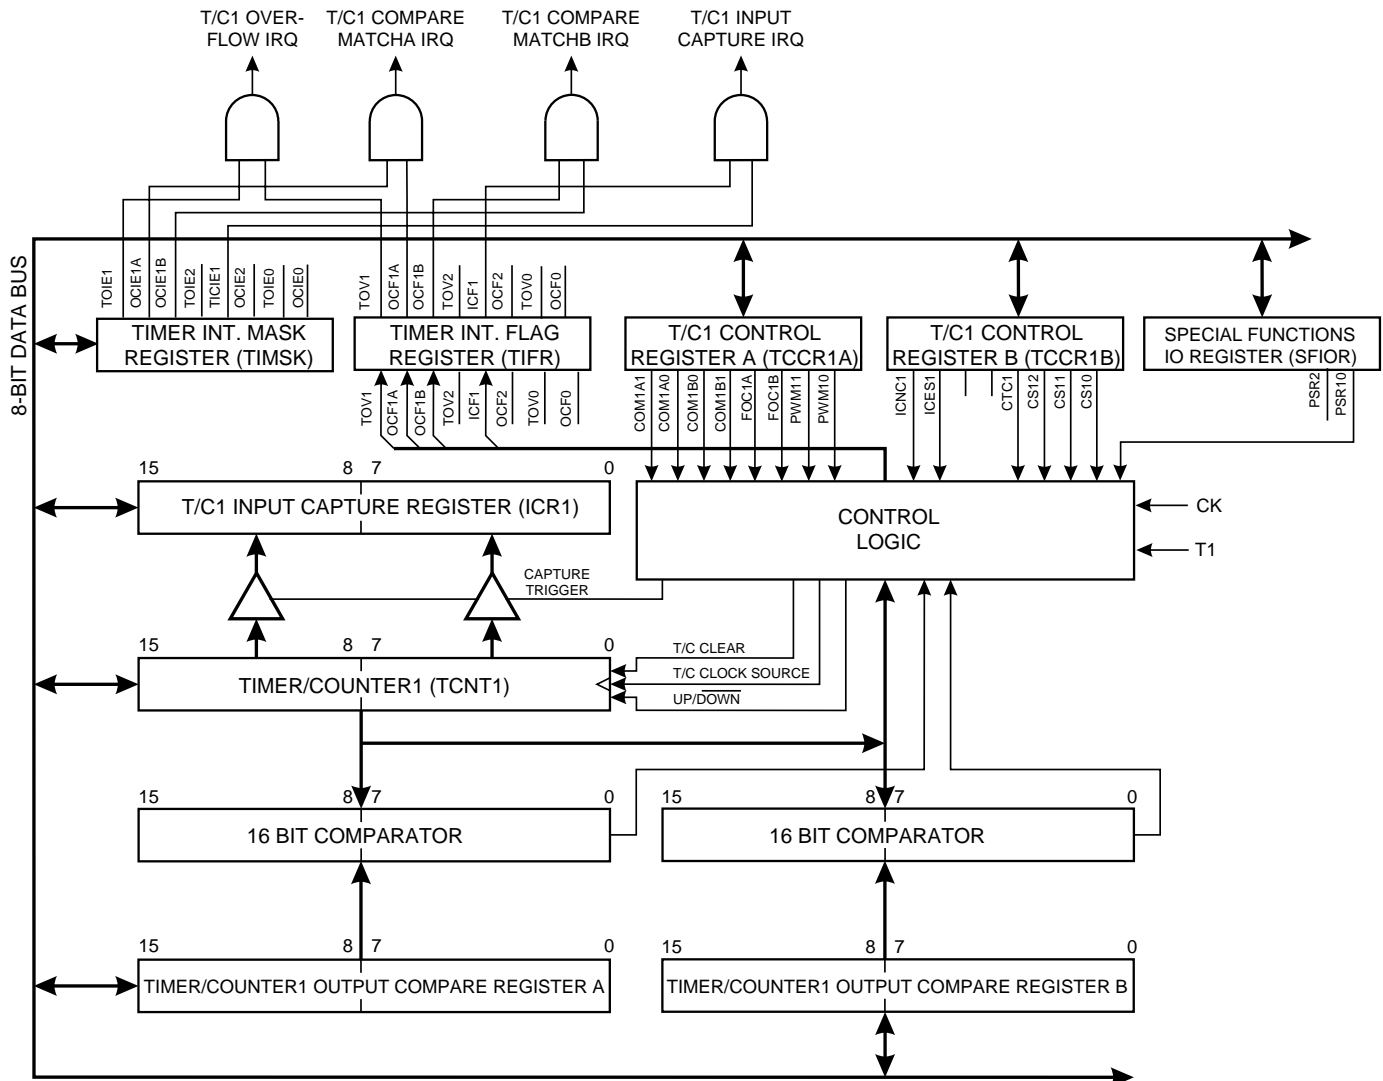 T/C1 OVER-
FLOW IRQ
T/C1 COMPARE
MATCHA IRQ
T/C1 COMPARE
MATCHB IRQ
T/C1 INPUT
CAPTURE IRQ
8-BIT DATA BUS
TOIE1
OCIE1A
OCIE1B
TOIE2
TICIE1
OCIE2
TOIE0
OCIE0
TIMER INT. MASK
REGISTER (TIMSK)
TOV1
OCF1A
OCF1B
TOV2
ICF1
OCF2
TOV0
OCF0
TIMER INT. FLAG
REGISTER (TIFR)
TOV1
OCF1A
OCF1B
TOV2
ICF1
OCF2
TOV0
OCF0
T/C1 CONTROL
REGISTER A (TCCR1A)
COM1A1
COM1A0
COM1B0
COM1B1
FOC1A
FOC1B
PWM11
PWM10
T/C1 CONTROL
REGISTER B (TCCR1B)
ICNC1
ICES1
CTC1
CS12
CS11
CS10
SPECIAL FUNCTIONS
IO REGISTER (SFIOR)
PSR2
PSR10
15 8 7 0
T/C1 INPUT CAPTURE REGISTER (ICR1)
CONTROL
LOGIC
CK
T1
CAPTURE
TRIGGER
15 8 7 0
TIMER/COUNTER1 (TCNT1)
T/C CLEAR
T/C CLOCK SOURCE
UP/DOWN
15 8 7 0
16 BIT COMPARATOR
15 8 7 0
16 BIT COMPARATOR
15 8 7 0
TIMER/COUNTER1 OUTPUT COMPARE REGISTER A
15 8 7 0
TIMER/COUNTER1 OUTPUT COMPARE REGISTER B